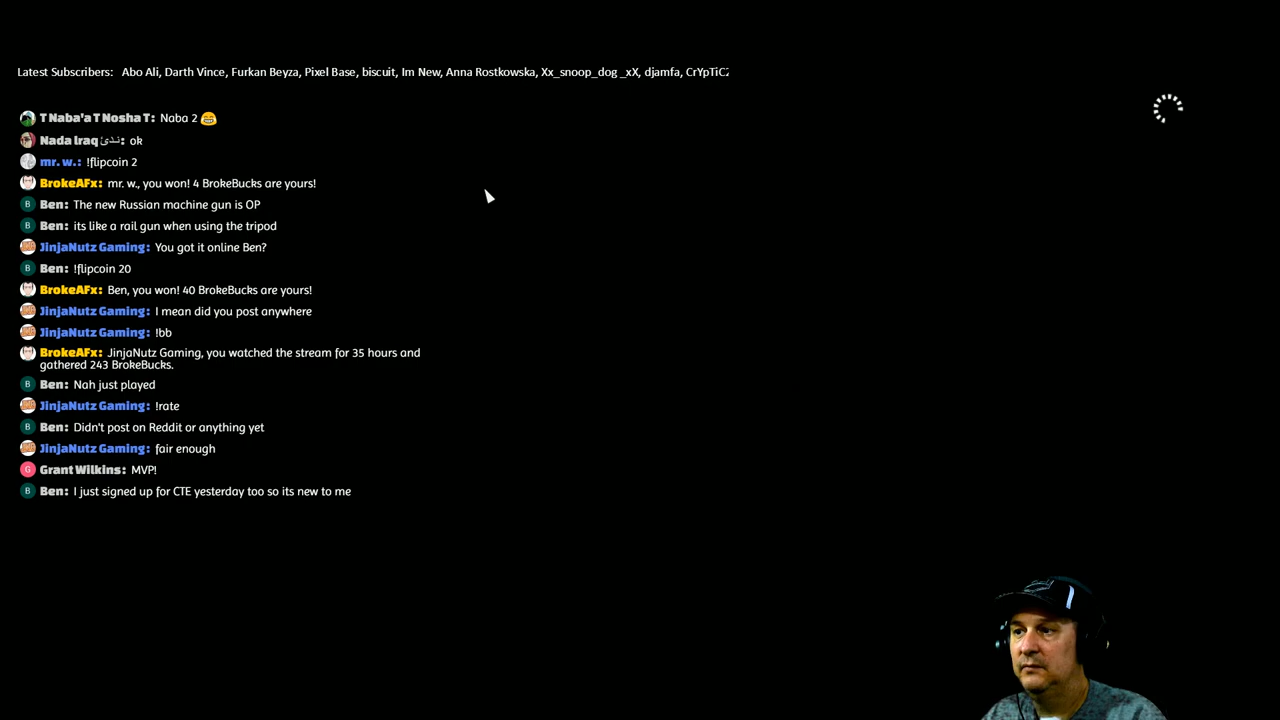 Latest Subscribers: Abo Ali, Darth Vince, Furkan Beyza, Pixel Base, biscuit, Im New, Anna Rostkowska, Xx_snoop_dog _xX, djamfa, CrYpTiC
T Naba'a T Nosha T: Naba 2 😂
Nada Iraq ندئ: ok
mr. w.: !flipcoin 2
BrokeAFx: mr. w., you won! 4 BrokeBucks are yours!
B Ben: The new Russian machine gun is OP
B Ben: its like a rail gun when using the tripod
JinjaNutz Gaming: You got it online Ben?
B Ben: !flipcoin 20
BrokeAFx: Ben, you won! 40 BrokeBucks are yours!
JinjaNutz Gaming: I mean did you post anywhere
JinjaNutz Gaming: !bb
BrokeAFx: JinjaNutz Gaming, you watched the stream for 35 hours and
gathered 243 BrokeBucks.
B Ben: Nah just played
JinjaNutz Gaming: !rate
B Ben: Didn't post on Reddit or anything yet
JinjaNutz Gaming: fair enough
G Grant Wilkins: MVP!
B Ben: I just signed up for CTE yesterday too so its new to me